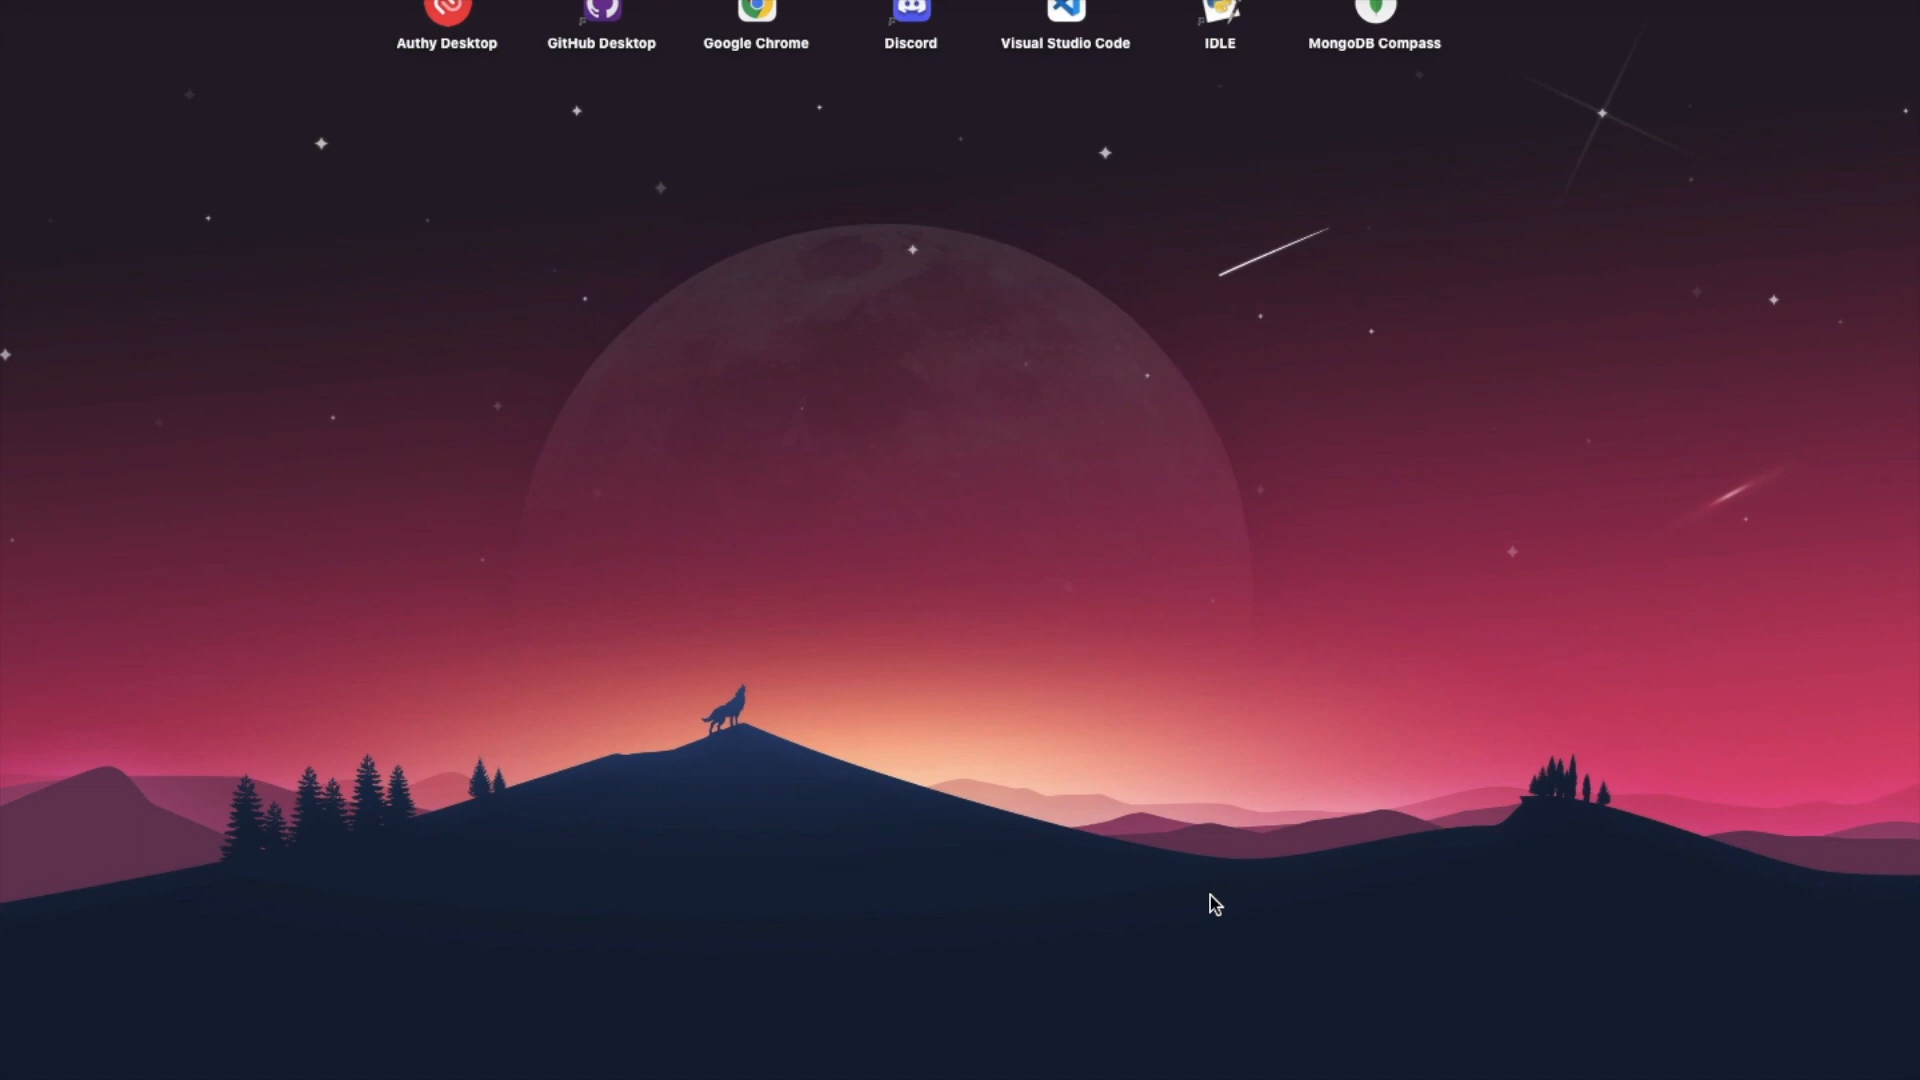 Authy Desktop
GitHub Desktop
Google Chrome
Discord
Visual Studio Code
IDLE
MongoDB Compass